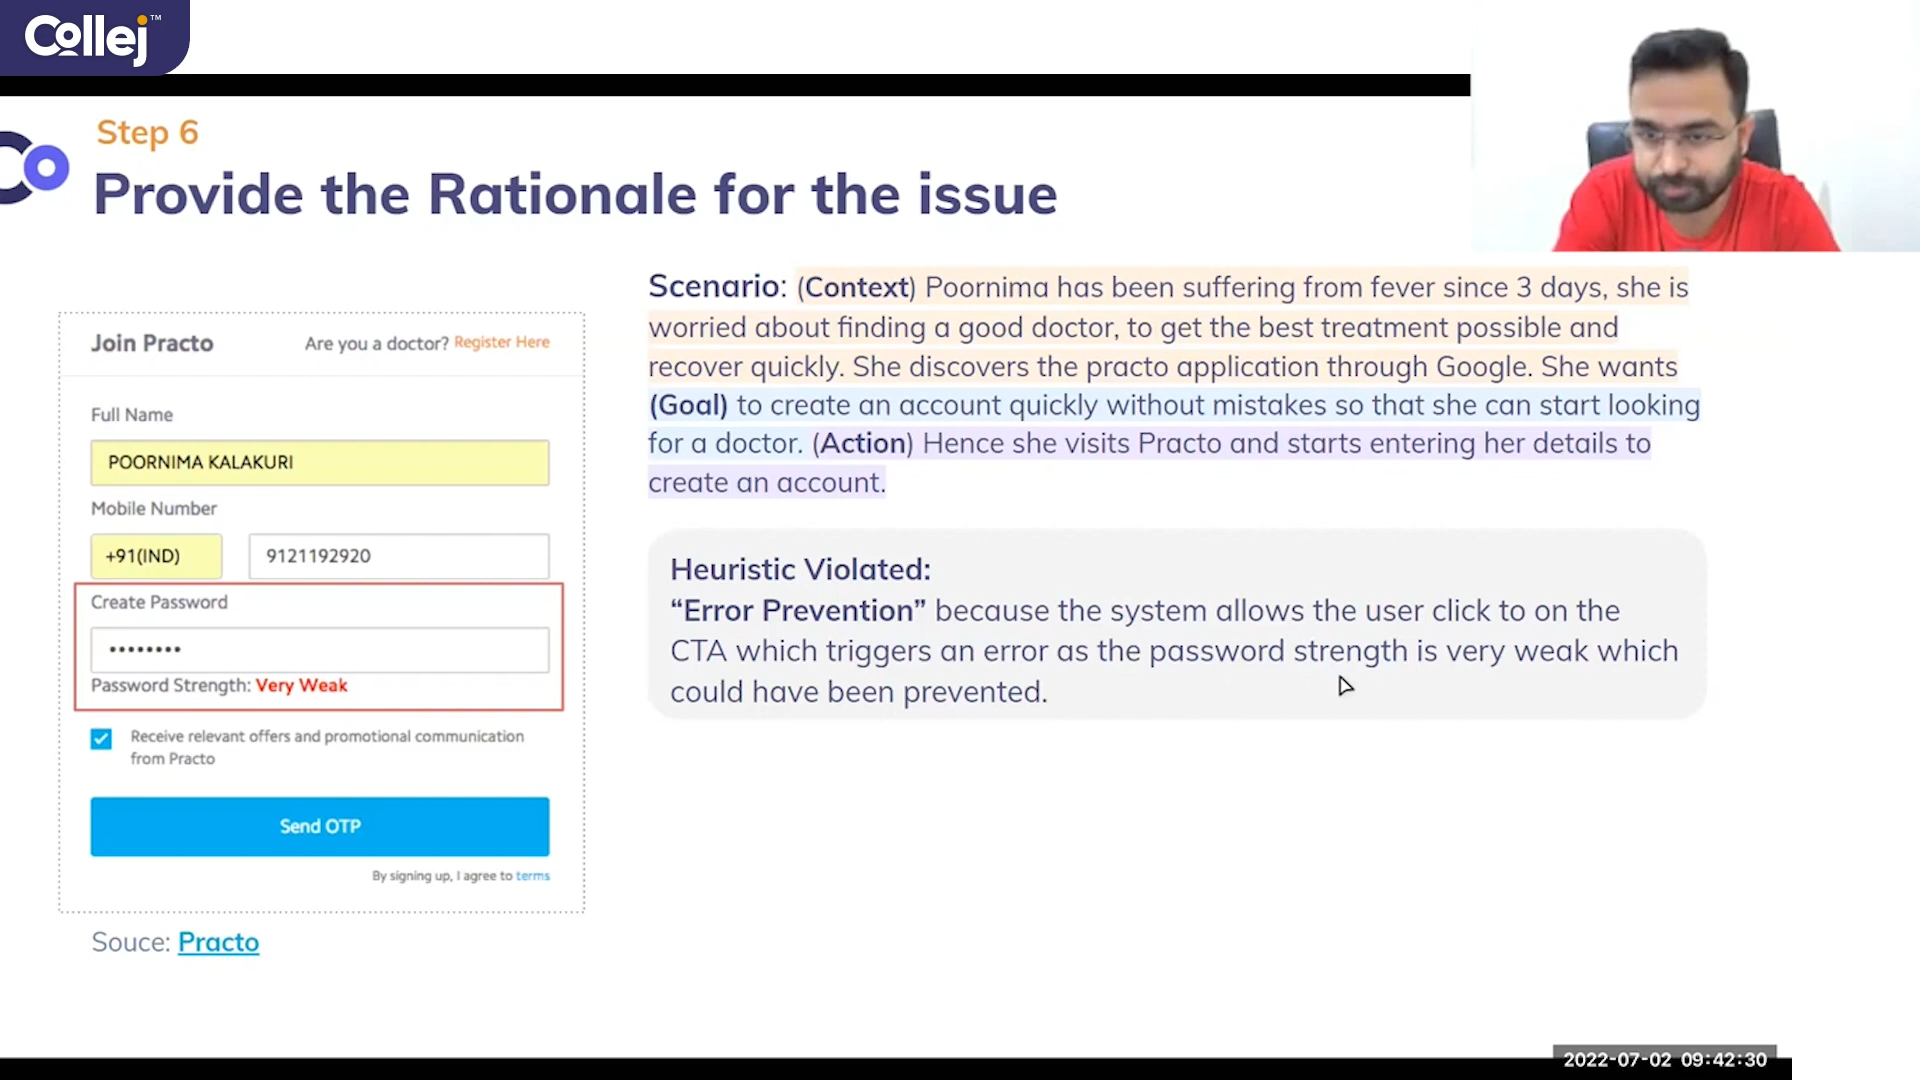 Collej™
Step 6
Provide the Rationale for the issue
Join Practo
Are you a doctor? Register Here
Full Name
POORNIMA KALAKURI
Mobile Number
+91(IND)
9121192920
Create Password
••••••••
Password Strength: Very Weak
Receive relevant offers and promotional communication
from Practo
Send OTP
By signing up, I agree to terms
Souce: Practo
Scenario: (Context) Poornima has been suffering from fever since 3 days, she is
worried about finding a good doctor, to get the best treatment possible and
recover quickly. She discovers the practo application through Google. She wants
(Goal) to create an account quickly without mistakes so that she can start looking
for a doctor. (Action) Hence she visits Practo and starts entering her details to
create an account.
Heuristic Violated:
“Error Prevention” because the system allows the user click to on the
CTA which triggers an error as the password strength is very weak which
could have been prevented.
2022-07-02 09:42:30